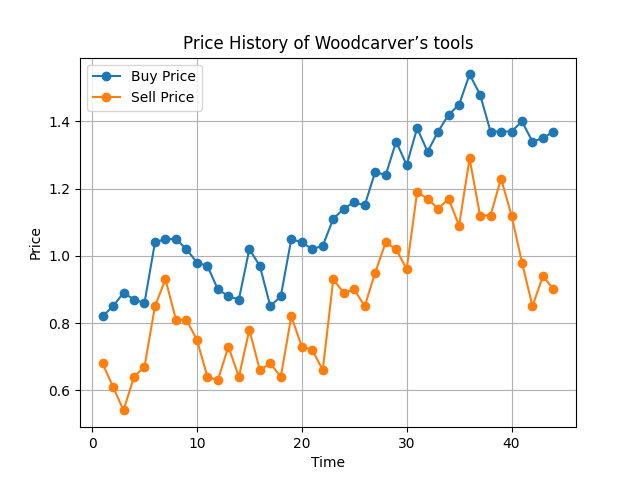 Price History of Woodcarver’s tools
Buy Price
Sell Price
Price
1.4
1.2
1.0
0.8
0.6
0
10
20
30
40
Time